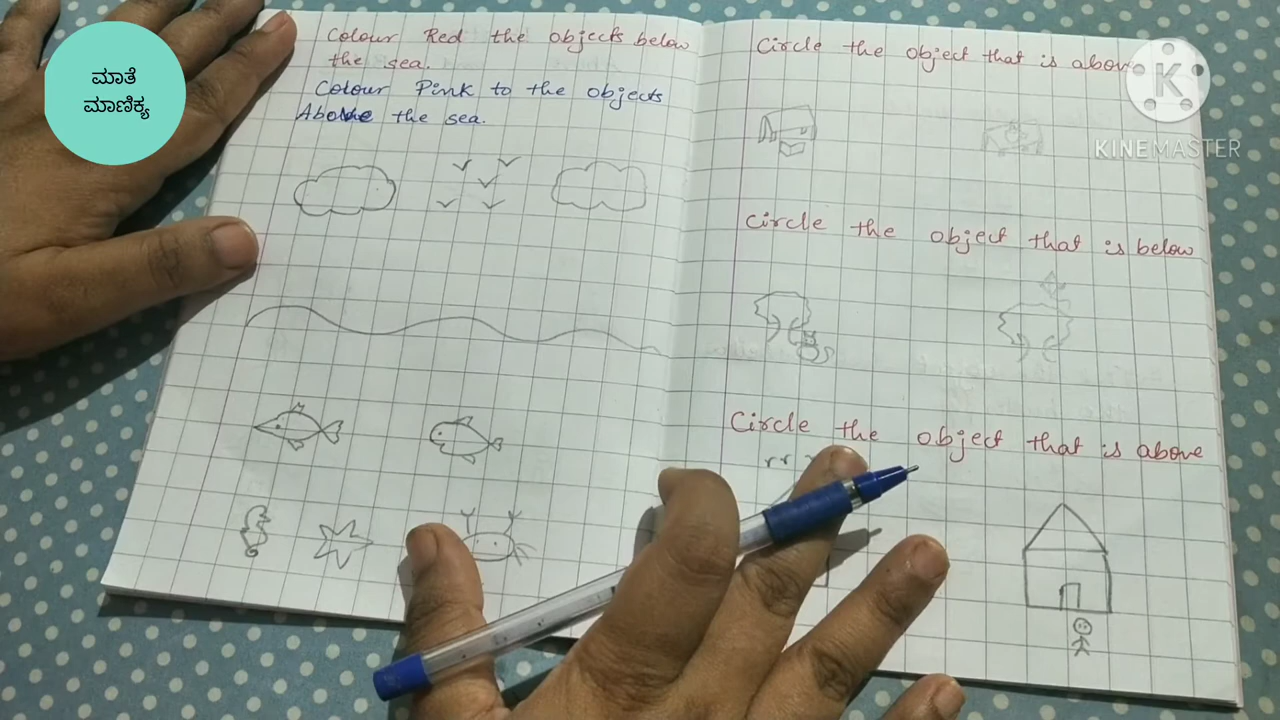 ಮಾತೆ
ಮಾಣಿಕ್ಯ
Colour Red the objects below
the sea.
Colour Pink to the objects
Above the sea.
Circle the object that is above
K
KINEMASTER
Circle the object that is below
Circle the object that is above